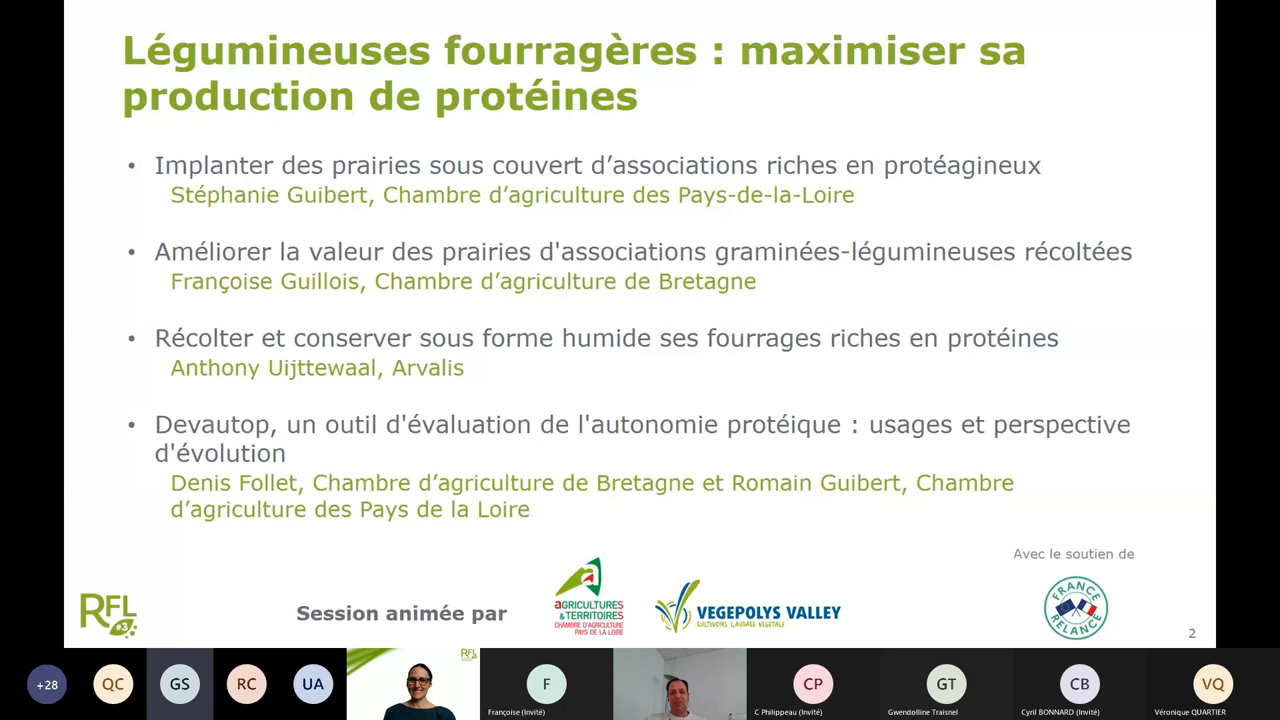 Légumineuses fourragères : maximiser sa
production de protéines
• Implanter des prairies sous couvert d’associations riches en protéagineux
Stéphanie Guibert, Chambre d’agriculture des Pays-de-la-Loire
• Améliorer la valeur des prairies d'associations graminées-légumineuses récoltées
Françoise Guillois, Chambre d’agriculture de Bretagne
• Récolter et conserver sous forme humide ses fourrages riches en protéines
Anthony Uijttewaal, Arvalis
• Devautop, un outil d'évaluation de l'autonomie protéique : usages et perspective
d'évolution
Denis Follet, Chambre d’agriculture de Bretagne et Romain Guibert, Chambre
d’agriculture des Pays de la Loire
Avec le soutien de
RFL
#3
Session animée par
AGRICULTURES
& TERRITOIRES
CHAMBRE D'AGRICULTURE
PAYS DE LA LOIRE
VEGEPOLYS VALLEY
CULTIVONS L'AUDACE VÉGÉTALE
FRANCE
RELANCE
2
RFL
+28
QC
GS
RC
UA
F
CP
GT
CB
VQ
Françoise (Invité)
C Philippeau (Invité)
Gwendolline Traisnel
Cyril BONNARD (Invité)
Véronique QUARTIER